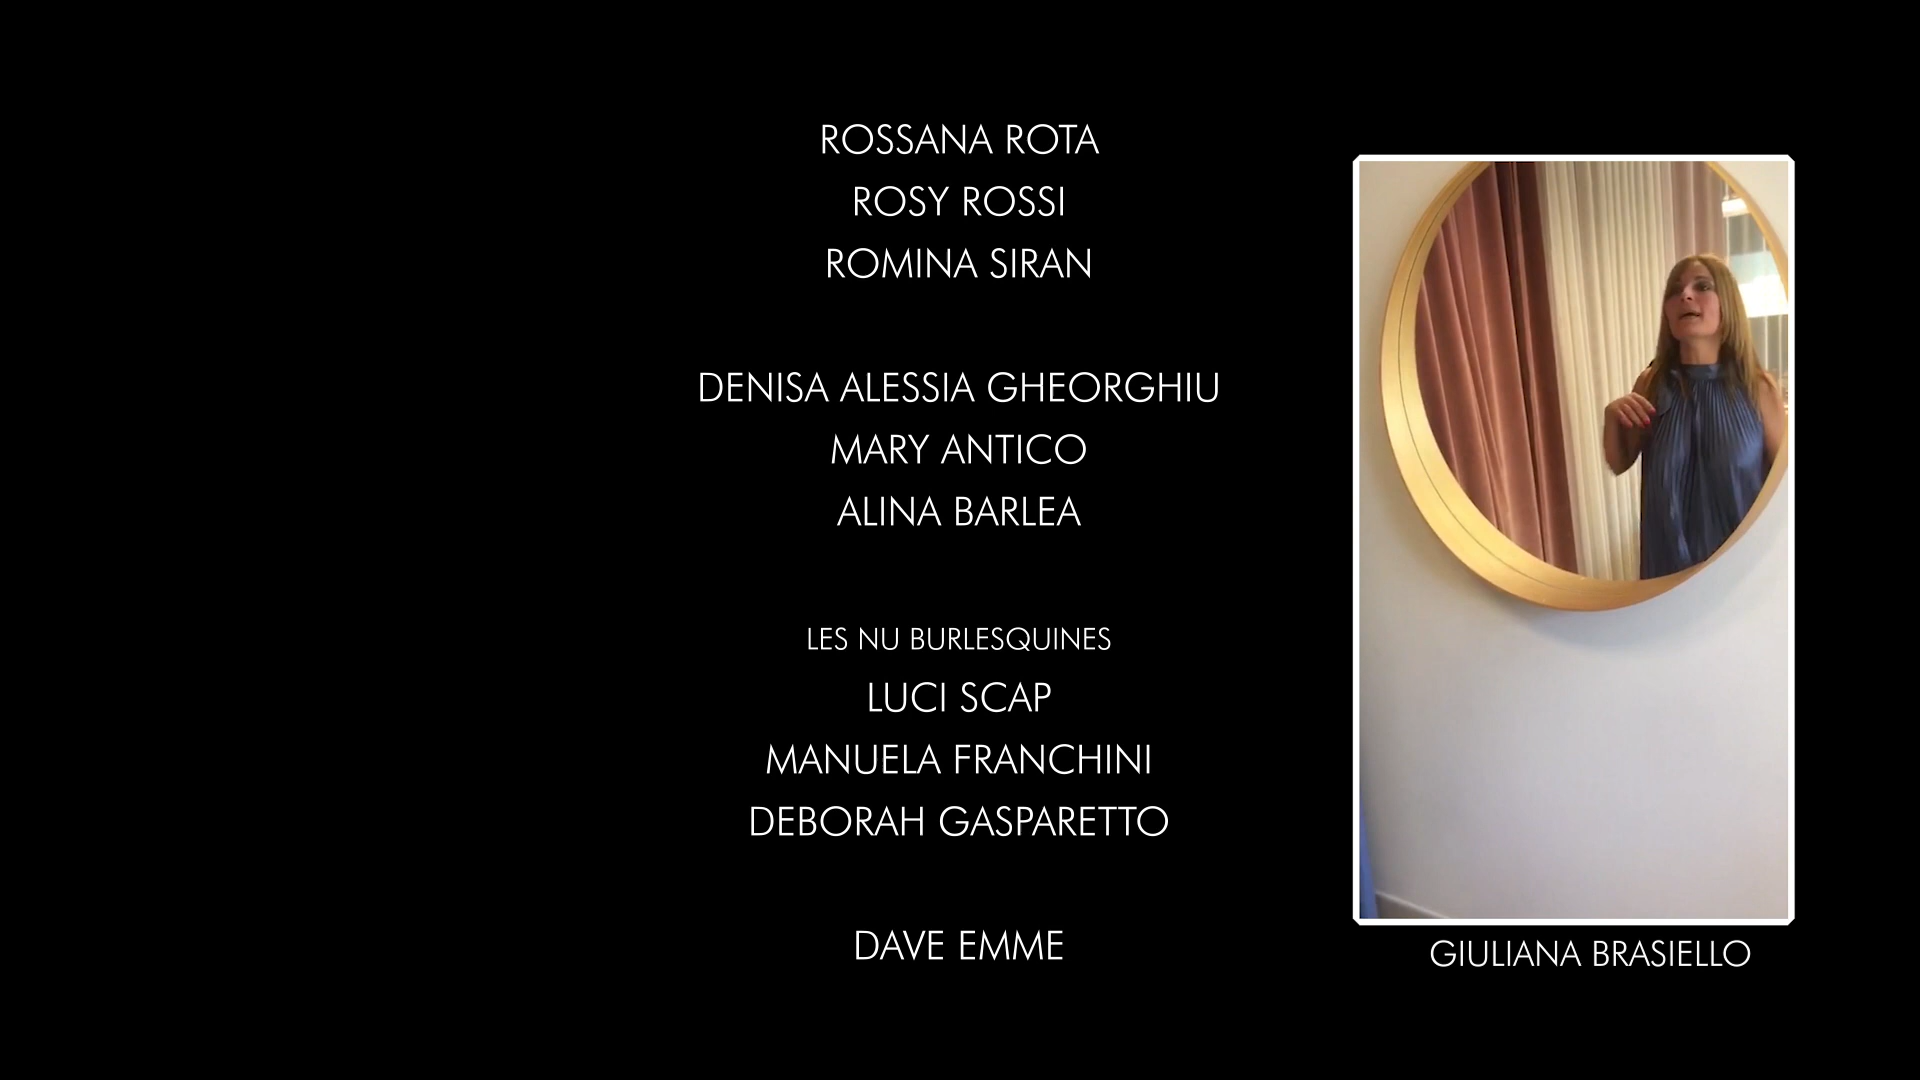 ROSSANA ROTA
ROSY ROSSI
ROMINA SIRAN
DENISA ALESSIA GHEORGHIU
MARY ANTICO
ALINA BARLEA
LES NU BURLESQUINES
LUCI SCAP
MANUELA FRANCHINI
DEBORAH GASPARETTO
DAVE EMME
GIULIANA BRASIELLO